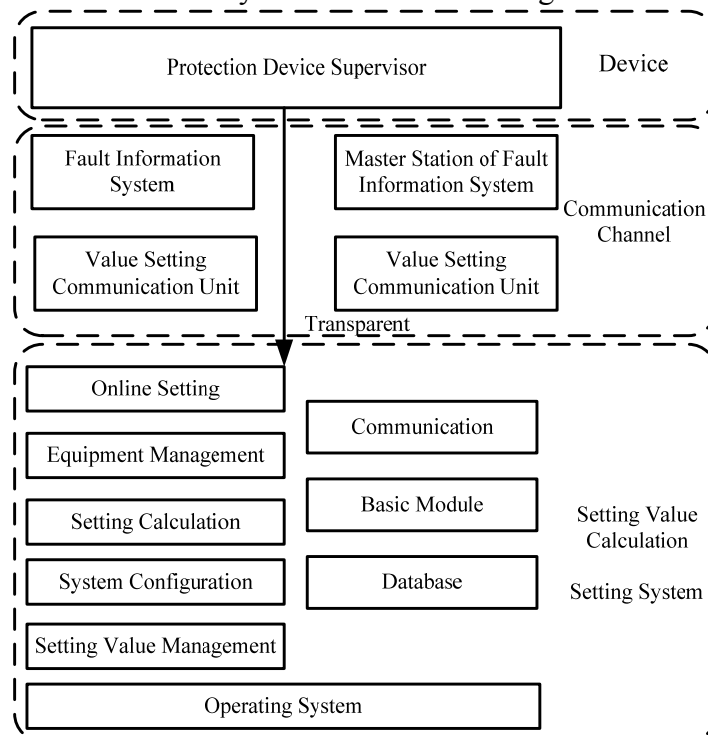 Protection Device Supervisor
Device
Fault Information
System
Master Station of Fault
Information System
Communication
Channel
Value Setting
Communication Unit
Value Setting
Communication Unit
Transparent
Online Setting
Communication
Equipment Management
Basic Module
Setting Calculation
Setting Value
Calculation
System Configuration
Database
Setting System
Setting Value Management
Operating System